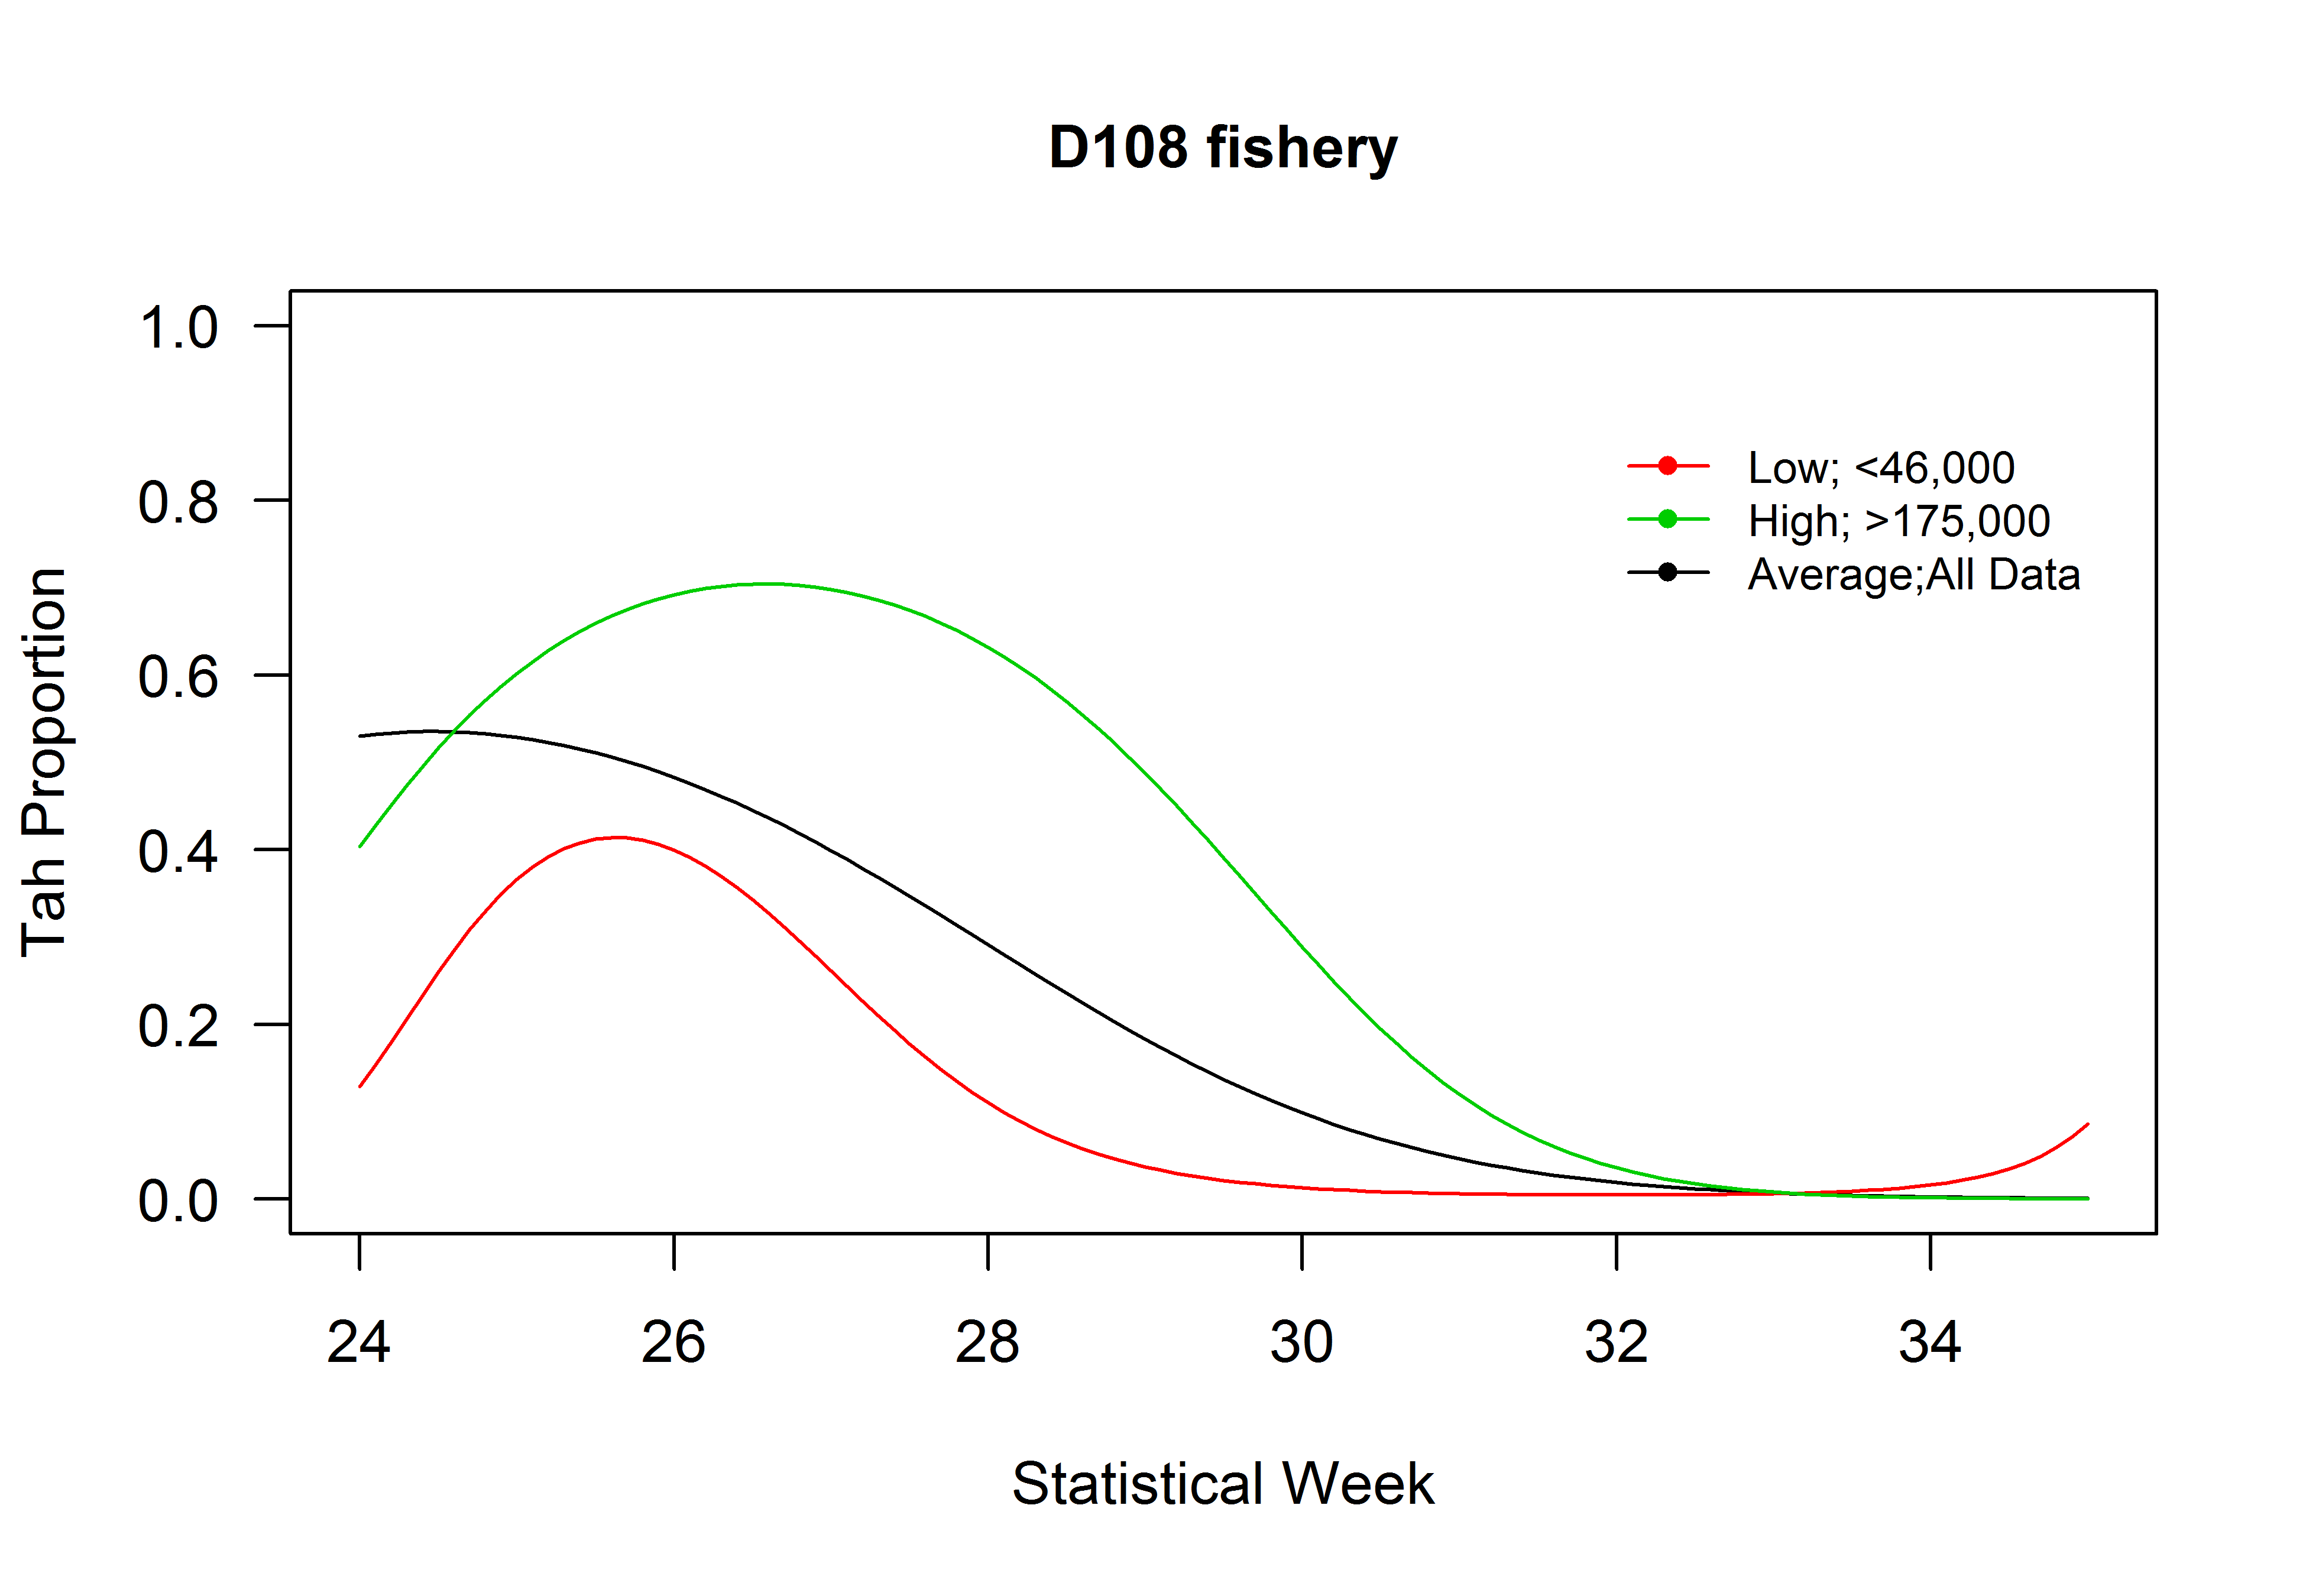 D108 fishery
1.0
0.8
0.6
0.4
0.2
0.0
Tah Proportion
Low; <46,000
High; >175,000
Average;All Data
24 26 28 30 32 34
Statistical Week